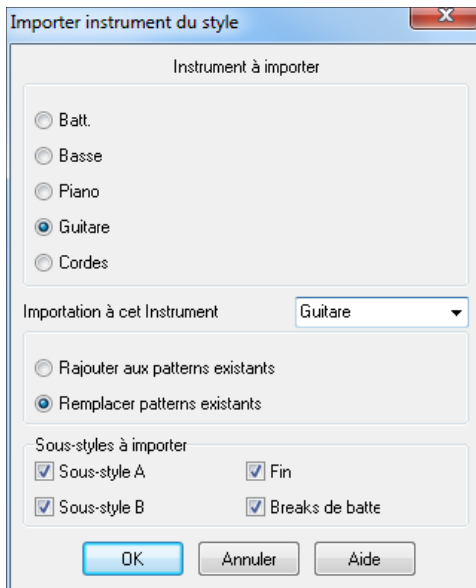 Importer instrument du style
Instrument à importer
Batt.
Basse
Piano
Guitare
Cordes
Importation à cet Instrument Guitare
Rajouter aux patterns existants
Remplacer patterns existants
Sous-styles à importer
Sous-style A Fin
Sous-style B Breaks de batte
OK Annuler Aide